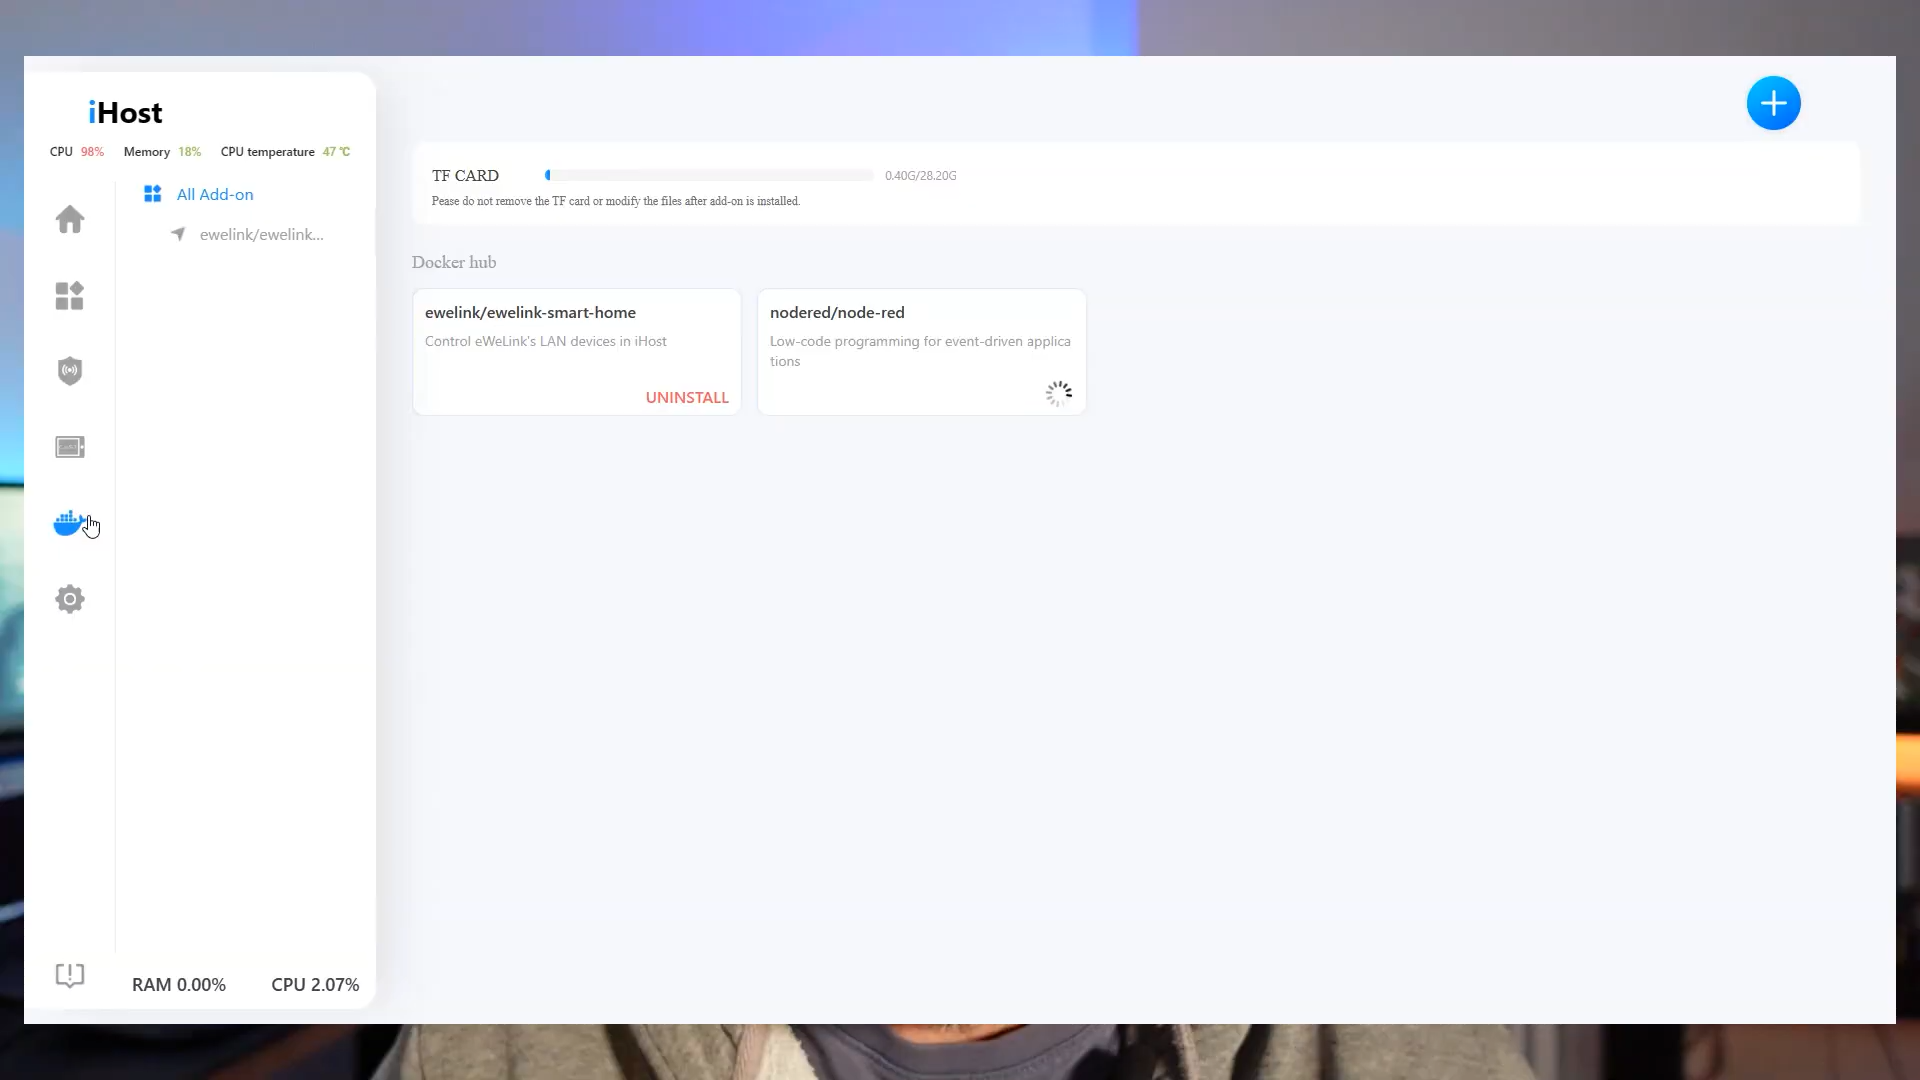 iHost
CPU 98% Memory 18% CPU temperature 47 ℃
All Add-on
ewelink/ewelink...
RAM 0.00% CPU 2.07%
TF CARD 0.40G/28.20G
Pease do not remove the TF card or modify the files after add-on is installed.
Docker hub
ewelink/ewelink-smart-home
Control eWeLink's LAN devices in iHost
UNINSTALL
nodered/node-red
Low-code programming for event-driven applica
tions